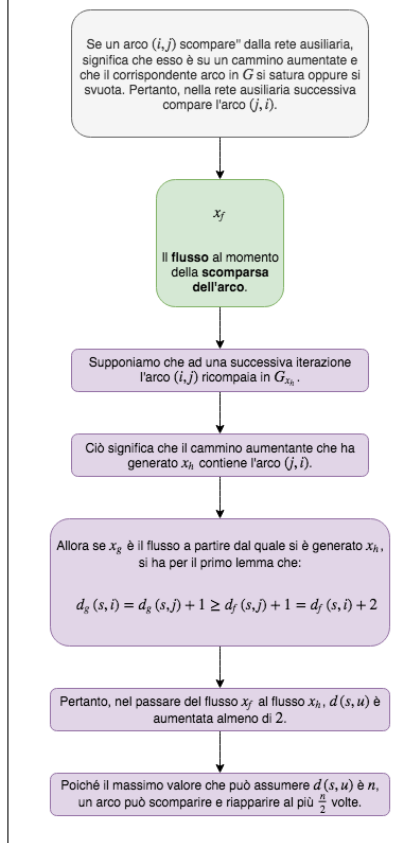 Se un arco (i, j) scompare" dalla rete ausiliaria,
significa che esso è su un cammino aumentate e
che il corrispondente arco in G si satura oppure si
svuota. Pertanto, nella rete ausiliaria successiva
compare l'arco (j, i).
x_f
Il flusso al momento
della scomparsa
dell'arco.
Supponiamo che ad una successiva iterazione
l'arco (i, j) ricompaia in G_{x_h}.
Ciò significa che il cammino aumentante che ha
generato x_h contiene l'arco (j, i).
Allora se x_g è il flusso a partire dal quale si è generato x_h,
si ha per il primo lemma che:
d_g (s, i) = d_g (s, j) + 1 ≥ d_f (s, j) + 1 = d_f (s, i) + 2
Pertanto, nel passare del flusso x_f al flusso x_h, d (s, u) è
aumentata almeno di 2.
Poiché il massimo valore che può assumere d (s, u) è n,
un arco può scomparire e riapparire al più n/2 volte.